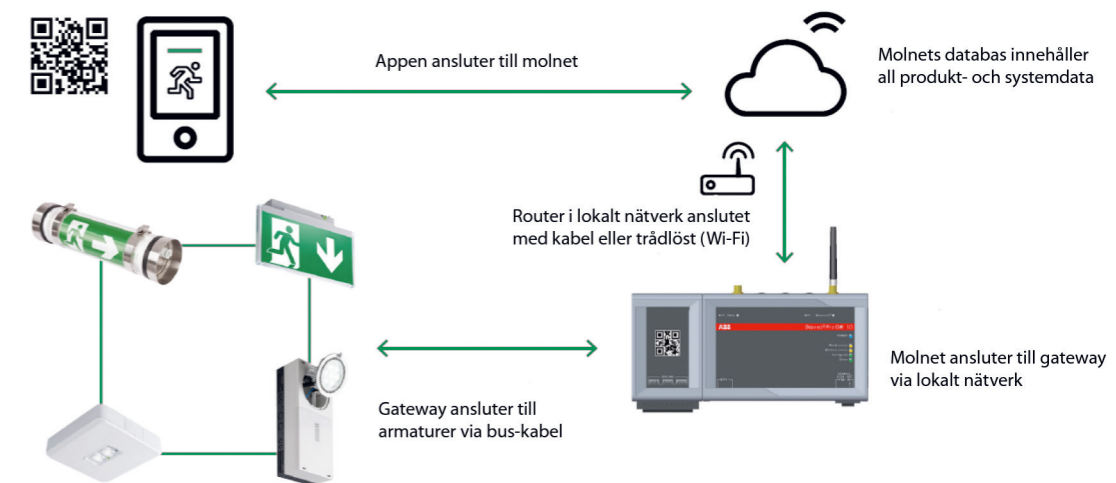 Appen ansluter till molnet
Molnets databas innehåller
all produkt- och systemdata
Router i lokalt nätverk anslutet
med kabel eller trådlöst (Wi-Fi)
ABB
Molnet ansluter till gateway
via lokalt nätverk
Gateway ansluter till
armaturer via bus-kabel